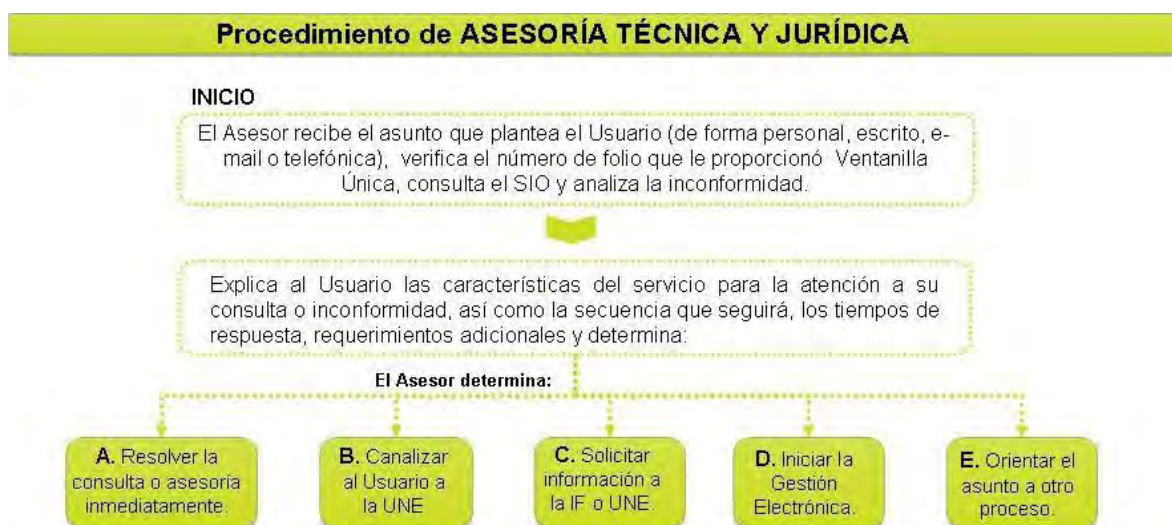 Procedimiento de ASESORÍA TÉCNICA Y JURÍDICA
INICIO
El Asesor recibe el asunto que plantea el Usuario (de forma personal, escrito, e-
mail o telefónica), verifica el número de folio que le proporcionó Ventanilla
Única, consulta el SIO y analiza la inconformidad.
Explica al Usuario las características del servicio para la atención a su
consulta o inconformidad, así como la secuencia que seguirá, los tiempos de
respuesta, requerimientos adicionales y determina:
El Asesor determina:
A. Resolver la
consulta o asesoría
inmediatamente.
B. Canalizar
al Usuario a
la UNE
C. Solicitar
información a
la IF o UNE.
D. Iniciar la
Gestión
Electrónica.
E. Orientar el
asunto a otro
proceso.